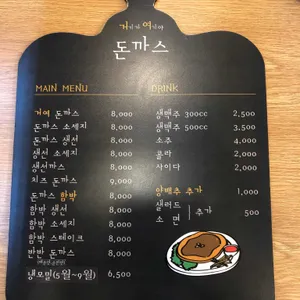 돈까스
MAIN MENU
거여 돈까스 8,000
돈까스 소세지 8,000
돈까스 생선 8,000
생선 소세지 8,000
생선까스 8,000
치즈 돈까스 9,000
돈까스 함박 8,000
함박 생선 8,000
함박 소세지 8,000
함박 스테이크 8,000
반반 돈까스 8,000
냉모밀(5월~9월) 6,500
DRINK
생맥주 300cc 2,500
생맥주 500cc 3,500
소주 4,000
콜라 2,000
사이다 2,000
양배추 추가 1,000
샐러드
소면 추가 500